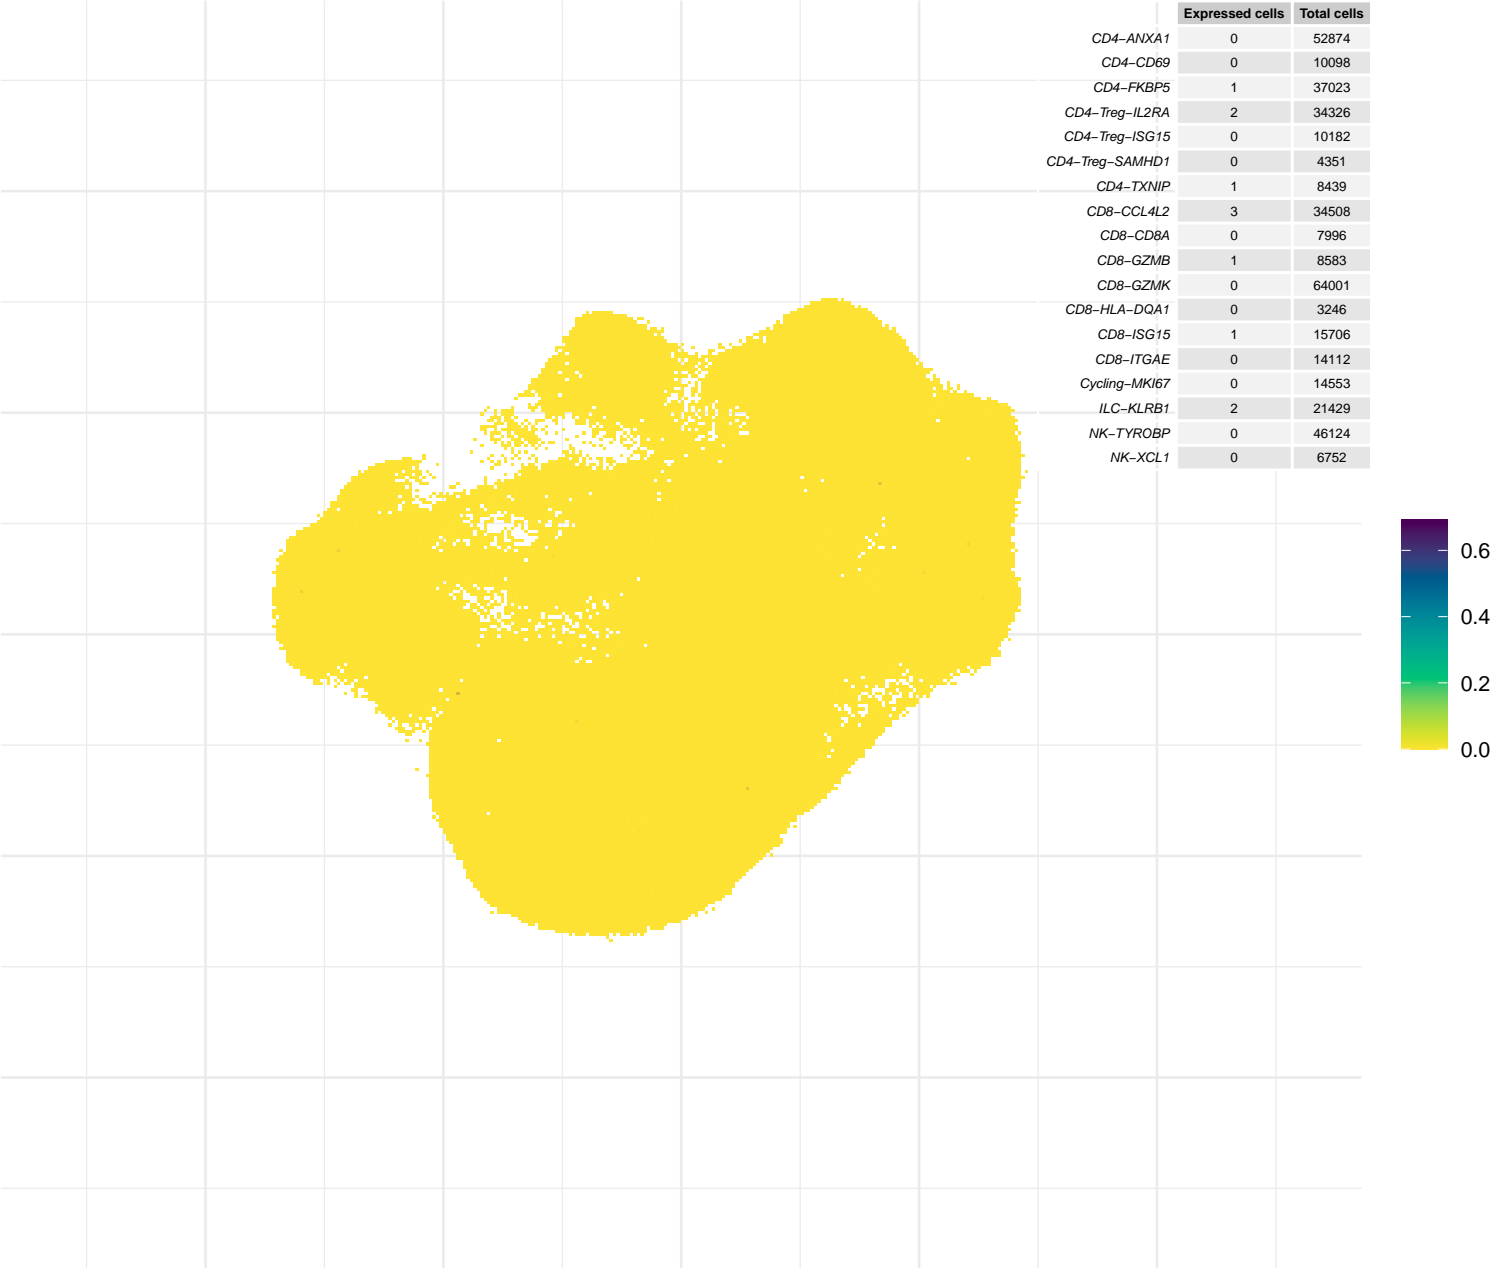 Expressed cells Total cells
CD4−ANXA1 0 52874
CD4−CD69 0 10098
CD4−FKBP5 1 37023
CD4−Treg−IL2RA 2 34326
CD4−Treg−ISG15 0 10182
CD4−Treg−SAMHD1 0 4351
CD4−TXNIP 1 8439
CD8−CCL4L2 3 34508
CD8−CD8A 0 7996
CD8−GZMB 1 8583
CD8−GZMK 0 64001
CD8−HLA−DQA1 0 3246
CD8−ISG15 1 15706
CD8−ITGAE 0 14112
Cycling−MKI67 0 14553
ILC−KLRB1 2 21429
NK−TYROBP 0 46124
NK−XCL1 0 6752
0.6
0.4
0.2
0.0